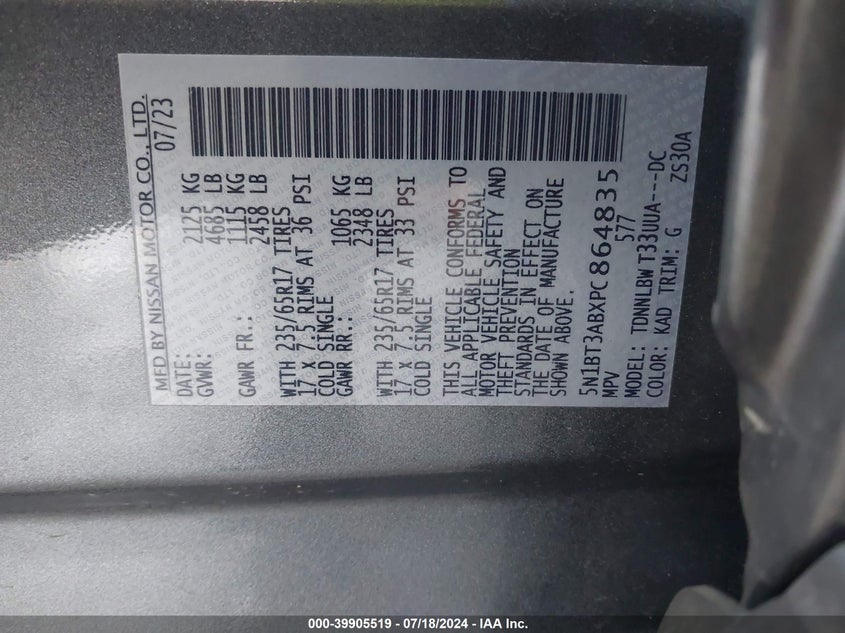 MFD BY NISSAN MOTOR CO., LTD.
DATE: 07/23
GVWR: 2125 KG
4685 LB
GAWR FR.: 1115 KG
2458 LB
WITH 235/65R17 TIRES
17 X 7.5 RIMS AT 36 PSI
COLD SINGLE
GAWR RR.: 1065 KG
2348 LB
WITH 235/65R17 TIRES
17 X 7.5 RIMS AT 33 PSI
COLD SINGLE
THIS VEHICLE CONFORMS TO
ALL APPLICABLE FEDERAL
MOTOR VEHICLE SAFETY AND
THEFT PREVENTION
STANDARDS IN EFFECT ON
THE DATE OF MANUFACTURE
SHOWN ABOVE.
5N1BT3ABXPC864835
MPV 577
MODEL: TDNNLBW T33UUA---DC
COLOR: KAD TRIM: G ZS30A
000-39905519 / 07/18/2024 - IAA Inc.